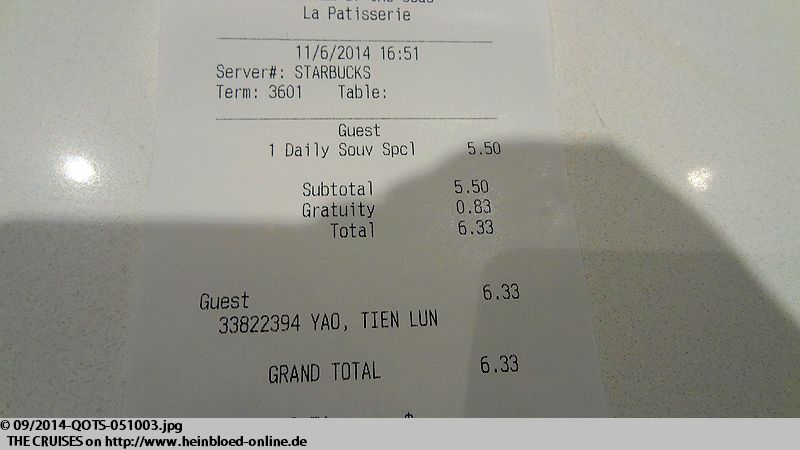 La Patisserie
11/6/2014 16:51
Server#: STARBUCKS
Term: 3601 Table:
Guest
1 Daily Souv Spcl 5.50
Subtotal 5.50
Gratuity 0.83
Total 6.33
Guest 6.33
33822394 YAO, TIEN LUN
GRAND TOTAL 6.33
© 09/2014-QOTS-051003.jpg
THE CRUISES on http://www.heinbloed-online.de